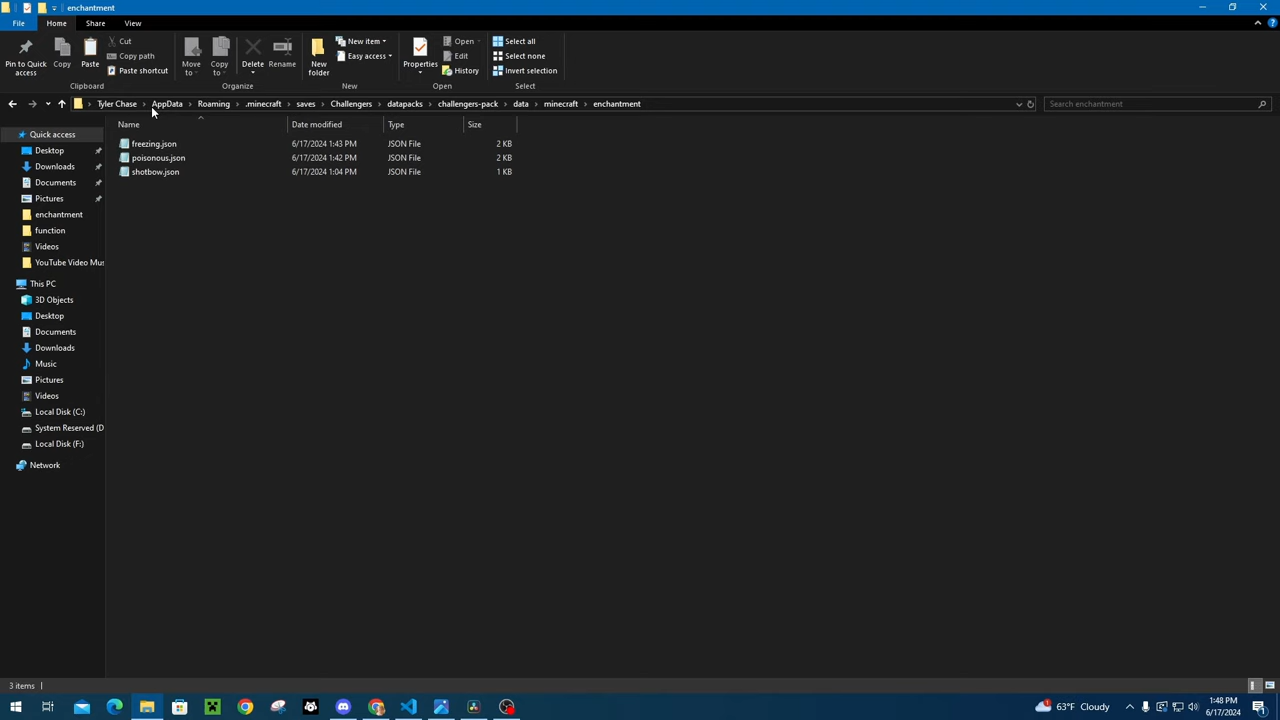 enchantment
File Home Share View
Pin to Quick access
Copy
Paste
Cut
Copy path
Paste shortcut
Clipboard
Move to
Copy to
Delete
Rename
Organize
New folder
New item
Easy access
New
Properties
Open
Edit
History
Open
Select all
Select none
Invert selection
Select
Tyler Chase > AppData > Roaming > .minecraft > saves > Challengers > datapacks > challengers-pack > data > minecraft > enchantment
Search enchantment
Name Date modified Type Size
freezing.json 6/17/2024 1:43 PM JSON File 2 KB
poisonous.json 6/17/2024 1:42 PM JSON File 2 KB
shotbow.json 6/17/2024 1:04 PM JSON File 1 KB
Quick access
Desktop
Downloads
Documents
Pictures
enchantment
function
Videos
YouTube Video Mus
This PC
3D Objects
Desktop
Documents
Downloads
Music
Pictures
Videos
Local Disk (C:)
System Reserved (D
Local Disk (F:)
Network
3 items
63°F Cloudy
1:48 PM
6/17/2024